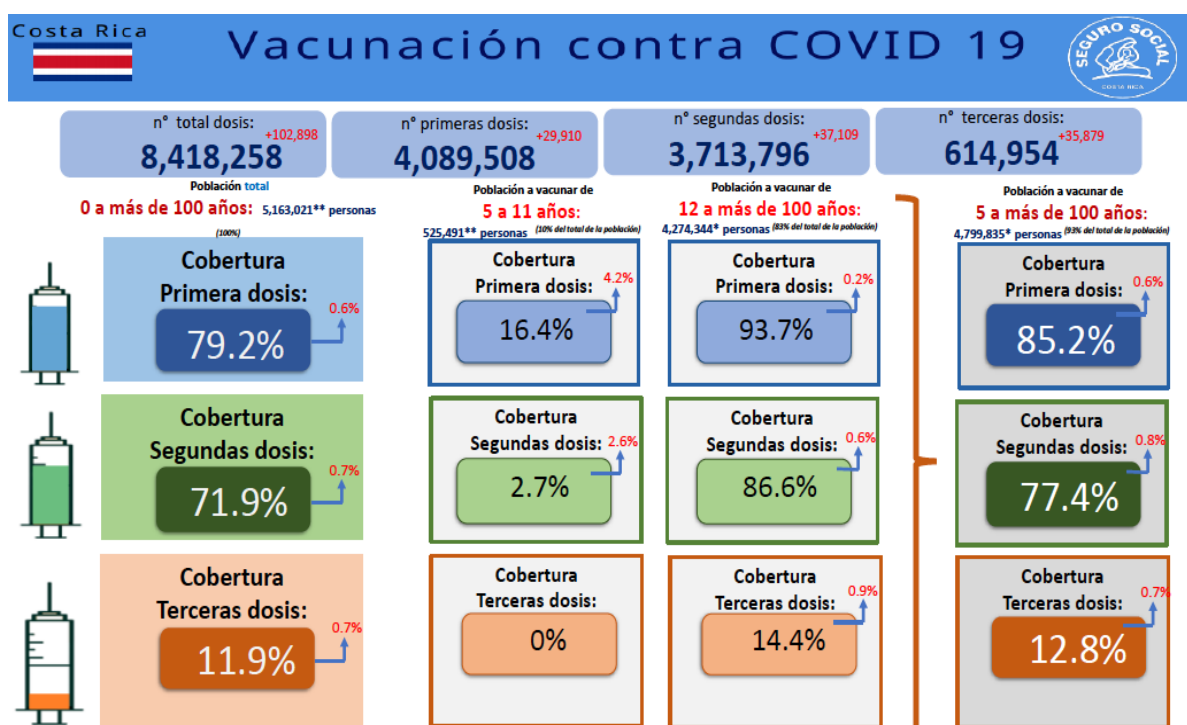 Costa Rica
Vacunación contra COVID 19
SEGURO SOCIAL
COSTA RICA
n° total dosis:
+102,898
8,418,258
n° primeras dosis:
+29,910
4,089,508
n° segundas dosis:
+37,109
3,713,796
n° terceras dosis:
+35,879
614,954
Población total
0 a más de 100 años: 5,163,021** personas
(100%)
Población a vacunar de
5 a 11 años:
525,491** personas (10% del total de la población)
Población a vacunar de
12 a más de 100 años:
4,274,344* personas (83% del total de la población)
Población a vacunar de
5 a más de 100 años:
4,799,835* personas (93% del total de la población)
Cobertura
Primera dosis:
0.6%
79.2%
Cobertura
Primera dosis: 4.2%
16.4%
Cobertura
Primera dosis: 0.2%
93.7%
Cobertura
Primera dosis: 0.6%
85.2%
Cobertura
Segundas dosis:
0.7%
71.9%
Cobertura
Segundas dosis: 2.6%
2.7%
Cobertura
Segundas dosis: 0.6%
86.6%
Cobertura
Segundas dosis: 0.8%
77.4%
Cobertura
Terceras dosis:
0.7%
11.9%
Cobertura
Terceras dosis:
0%
Cobertura
Terceras dosis: 0.9%
14.4%
Cobertura
Terceras dosis: 0.7%
12.8%